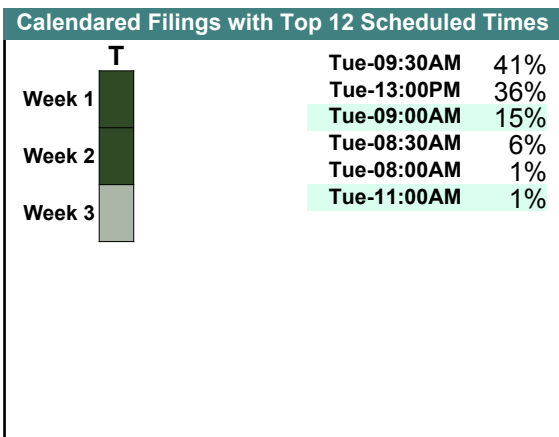 Calendared Filings with Top 12 Scheduled Times
T
Week 1
Week 2
Week 3
Tue-09:30AM 41%
Tue-13:00PM 36%
Tue-09:00AM 15%
Tue-08:30AM 6%
Tue-08:00AM 1%
Tue-11:00AM 1%